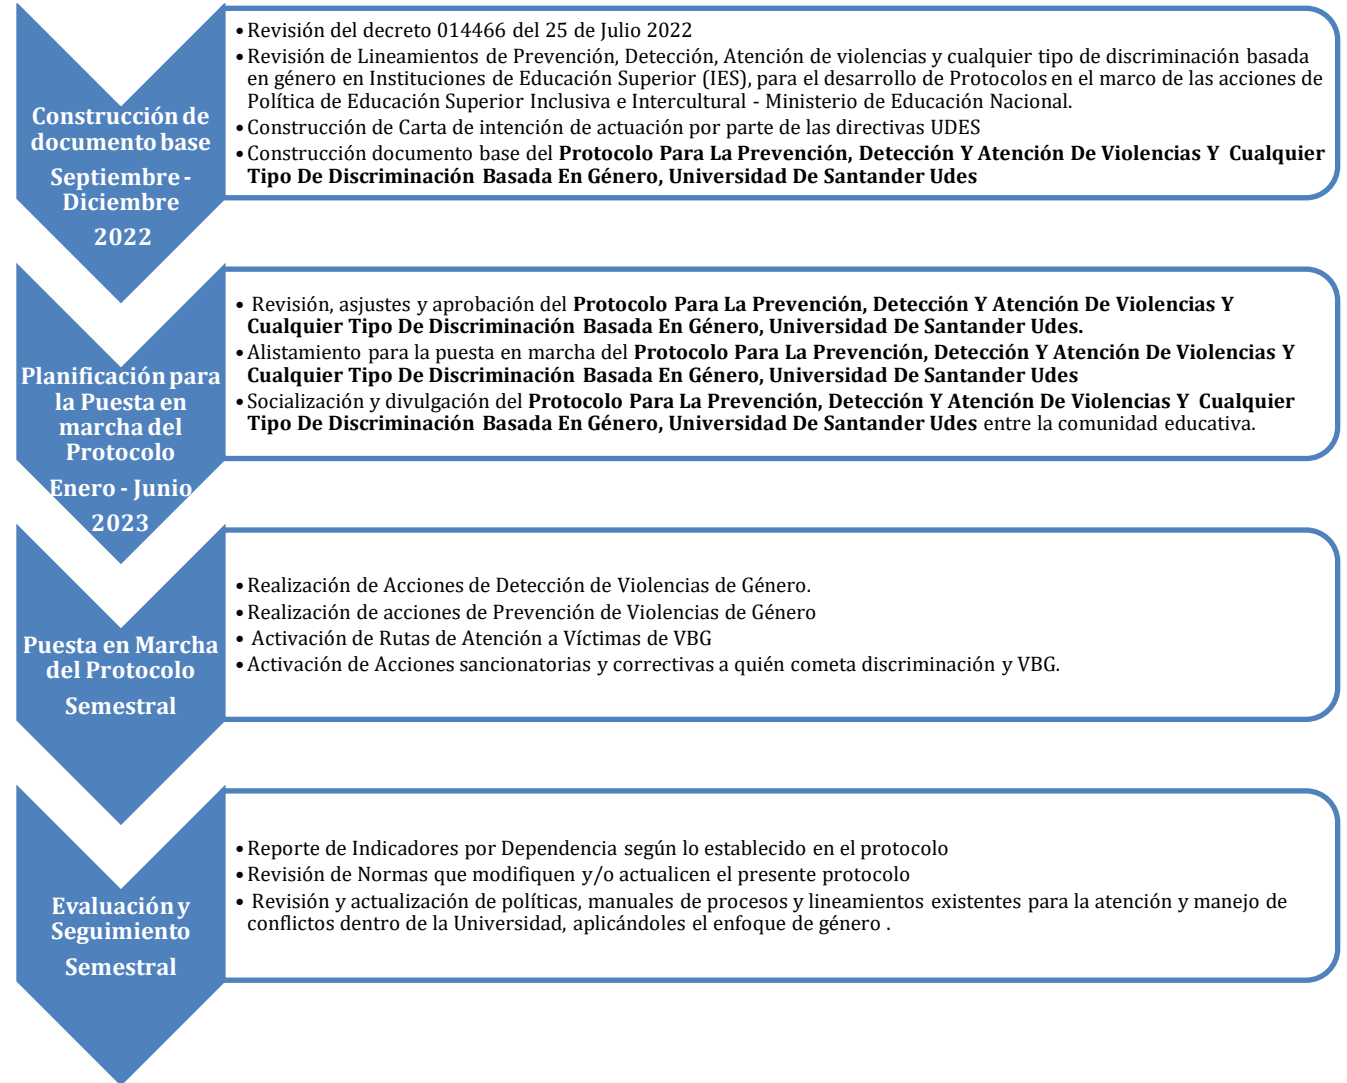 Construcción de
documento base
Septiembre -
Diciembre
2022
• Revisión del decreto 014466 del 25 de Julio 2022
• Revisión de Lineamientos de Prevención, Detección, Atención de violencias y cualquier tipo de discriminación basada
en género en Instituciones de Educación Superior (IES), para el desarrollo de Protocolos en el marco de las acciones de
Política de Educación Superior Inclusiva e Intercultural - Ministerio de Educación Nacional.
• Construcción de Carta de intención de actuación por parte de las directivas UDES
• Construcción documento base del Protocolo Para La Prevención, Detección Y Atención De Violencias Y Cualquier
Tipo De Discriminación Basada En Género, Universidad De Santander Udes
Planificación para
la Puesta en
marcha del
Protocolo
Enero - Junio
2023
• Revisión, asjustes y aprobación del Protocolo Para La Prevención, Detección Y Atención De Violencias Y
Cualquier Tipo De Discriminación Basada En Género, Universidad De Santander Udes.
• Alistamiento para la puesta en marcha del Protocolo Para La Prevención, Detección Y Atención De Violencias Y
Cualquier Tipo De Discriminación Basada En Género, Universidad De Santander Udes
• Socialización y divulgación del Protocolo Para La Prevención, Detección Y Atención De Violencias Y Cualquier
Tipo De Discriminación Basada En Género, Universidad De Santander Udes entre la comunidad educativa.
Puesta en Marcha
del Protocolo
Semestral
• Realización de Acciones de Detección de Violencias de Género.
• Realización de acciones de Prevención de Violencias de Género
• Activación de Rutas de Atención a Víctimas de VBG
• Activación de Acciones sancionatorias y correctivas a quién cometa discriminación y VBG.
Evaluación y
Seguimiento
Semestral
• Reporte de Indicadores por Dependencia según lo establecido en el protocolo
• Revisión de Normas que modifiquen y/o actualicen el presente protocolo
• Revisión y actualización de políticas, manuales de procesos y lineamientos existentes para la atención y manejo de
conflictos dentro de la Universidad, aplicándoles el enfoque de género .